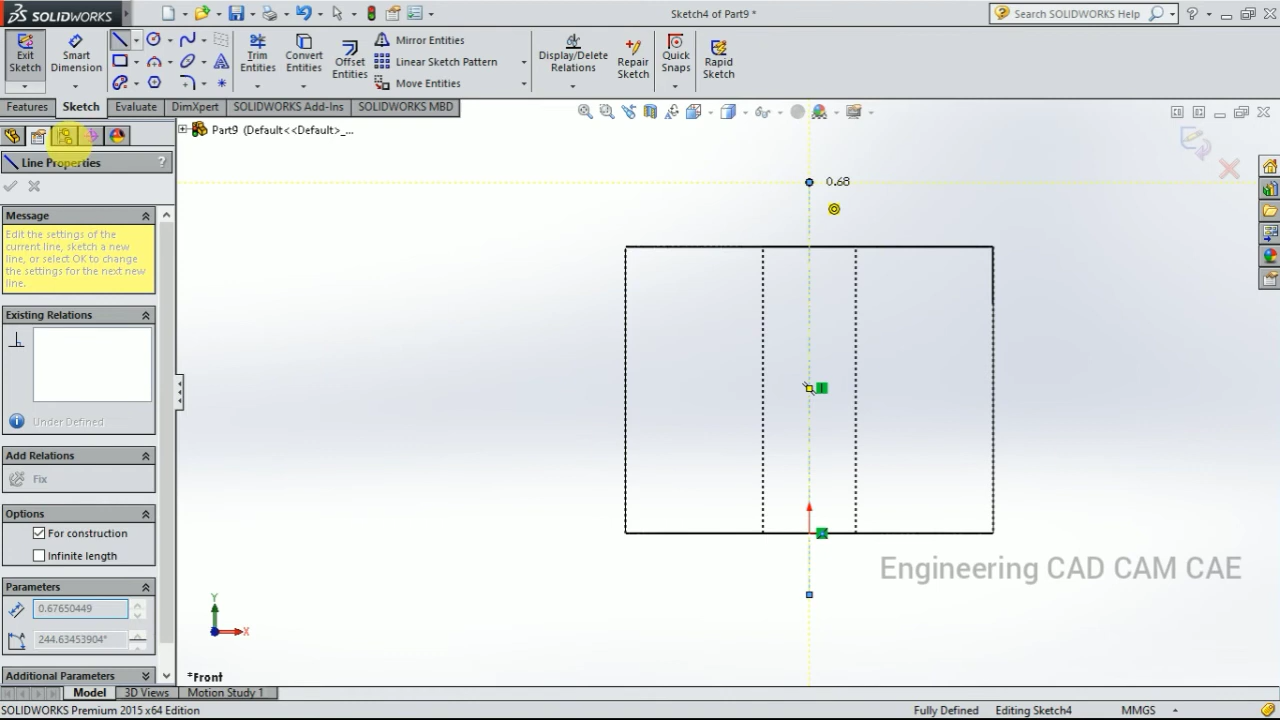 SOLIDWORKS
Sketch4 of Part9 *
Search SOLIDWORKS Help
Exit Sketch
Smart Dimension
Trim Entities
Convert Entities
Offset Entities
Mirror Entities
Linear Sketch Pattern
Move Entities
Display/Delete Relations
Repair Sketch
Quick Snaps
Rapid Sketch
Features
Sketch
Evaluate
DimXpert
SOLIDWORKS Add-Ins
SOLIDWORKS MBD
Part9 (Default<<Default>_...
Line Properties
?
Message
Edit the settings of the
current line, sketch a new
line, or select OK to change
the settings for the next new
line.
Existing Relations
Under Defined
Add Relations
Fix
Options
For construction
Infinite length
Parameters
0.67650449
244.63453904°
Additional Parameters
0.68
Engineering CAD CAM CAE
Y
X
*Front
Model
3D Views
Motion Study 1
SOLIDWORKS Premium 2015 x64 Edition
Fully Defined
Editing Sketch4
MMGS